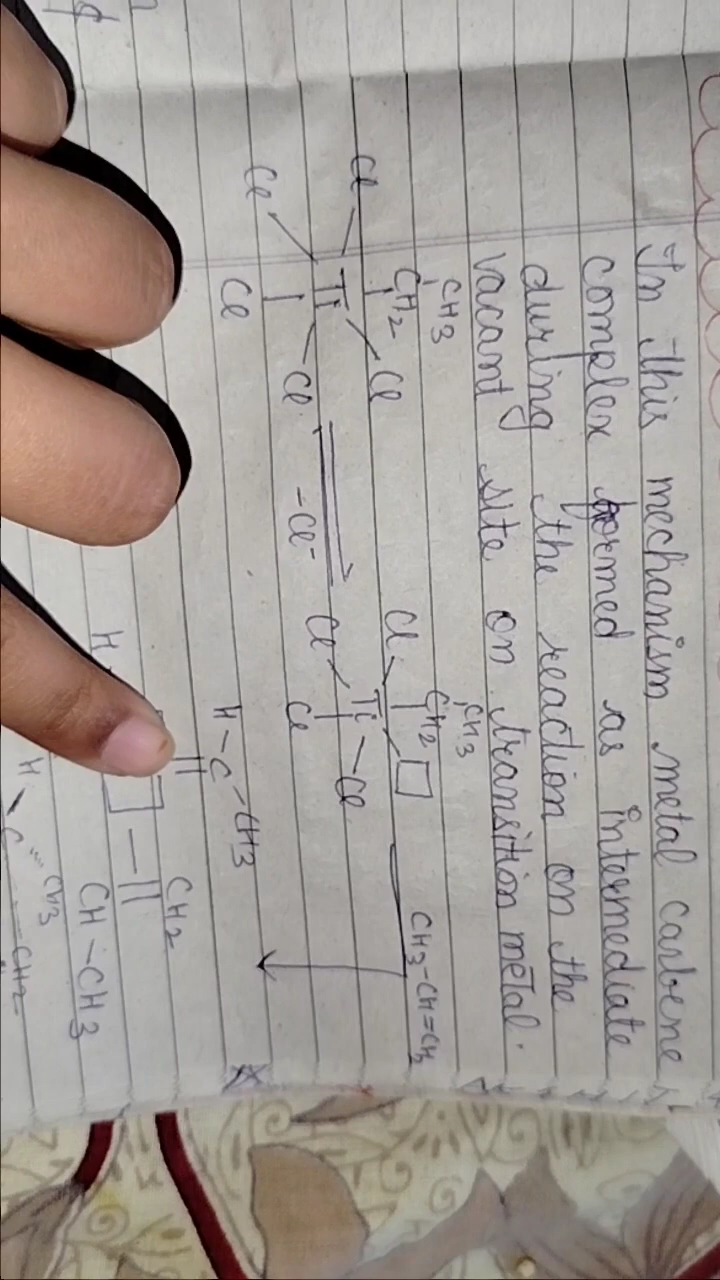 In this mechanism metal carbene
complex formed as intermediate
during the reaction on the
vacant site on transition metal.
CH3 CH3
Cl CH2 Cl Cl CH2 CH3-CH=CH2
Cl Ti Cl -Cl- Cl Ti Cl
Cl Cl
H-C-CH3
CH2
H CH-CH3
CH3
H C CH2